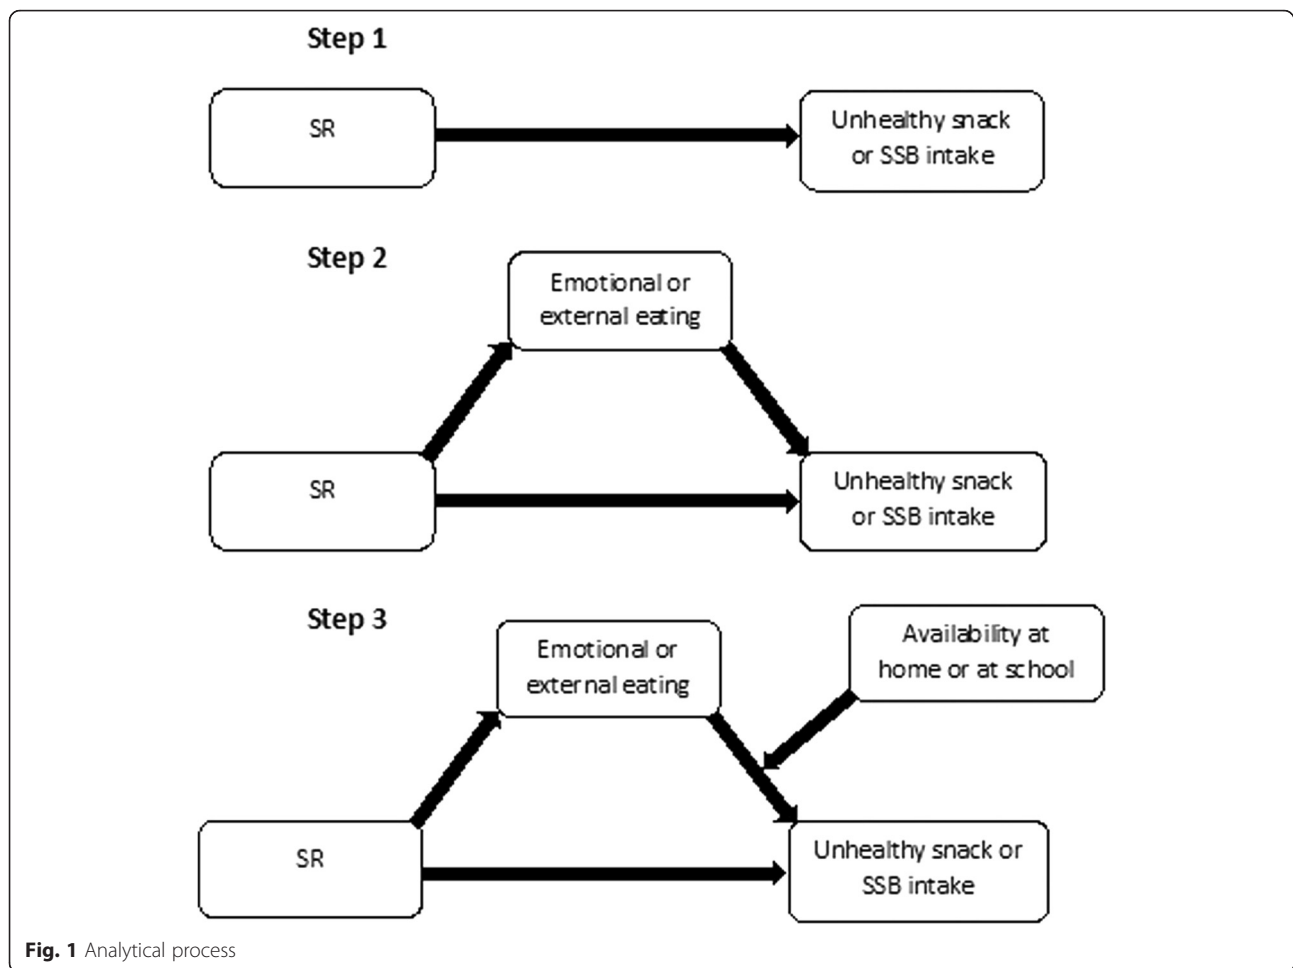 Step 1
SR
Unhealthy snack
or SSB intake
Step 2
Emotional or
external eating
SR
Unhealthy snack
or SSB intake
Step 3
Emotional or
external eating
Availability at
home or at school
SR
Unhealthy snack or
SSB intake
Fig. 1 Analytical process